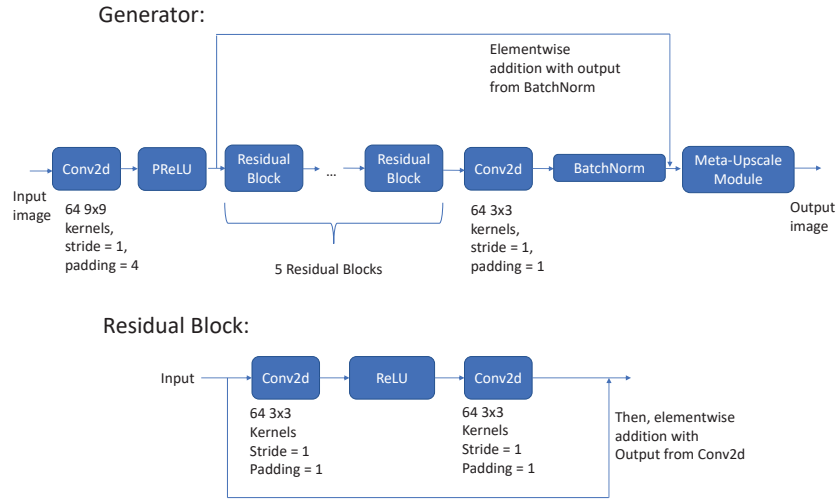 Generator:
Elementwise
addition with output
from BatchNorm
Input
image
Conv2d
PReLU
Residual
Block
...
Residual
Block
Conv2d
BatchNorm
Meta-Upscale
Module
Output
image
64 9x9
kernels,
stride = 1,
padding = 4
5 Residual Blocks
64 3x3
kernels,
stride = 1,
padding = 1
Residual Block:
Input
Conv2d
ReLU
Conv2d
64 3x3
Kernels
Stride = 1
Padding = 1
64 3x3
Kernels
Stride = 1
Padding = 1
Then, elementwise
addition with
Output from Conv2d